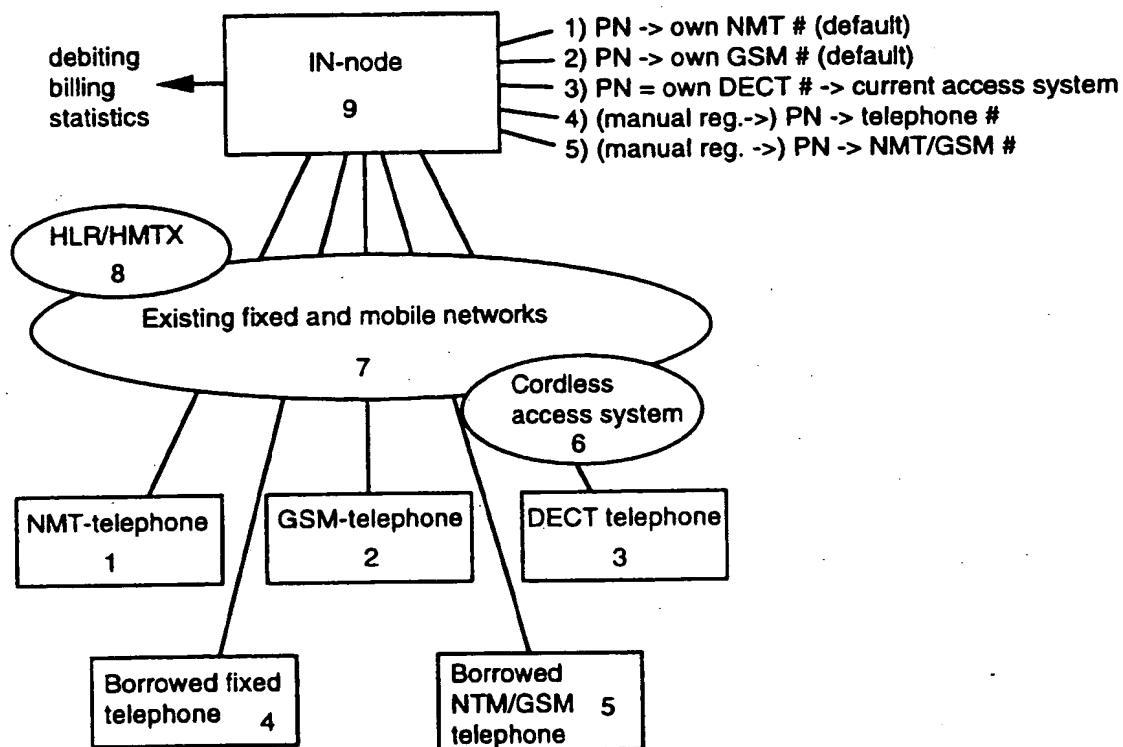 debiting
billing
statistics
IN-node
9
1) PN -> own NMT # (default)
2) PN -> own GSM # (default)
3) PN = own DECT # -> current access system
4) (manual reg.->) PN -> telephone #
5) (manual reg. ->) PN -> NMT/GSM #
HLR/HMTX
8
Existing fixed and mobile networks
7
Cordless
access system
6
NMT-telephone
1
GSM-telephone
2
DECT telephone
3
Borrowed fixed
telephone 4
Borrowed
NTM/GSM 5
telephone